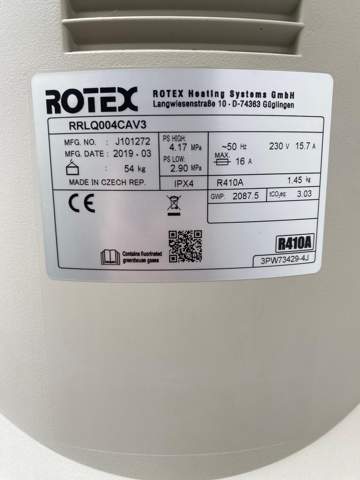 ROTEX
ROTEX Heating Systems GmbH
Langwiesenstraße 10 - D-74363 Güglingen
RRLQ004CAV3
MFG. NO. : J101272
MFG. DATE : 2019 - 03
: 54 kg
MADE IN CZECH REP.
PS HIGH:
4.17 MPa
PS LOW:
2.90 MPa
IPX4
~50 Hz 230 V 15.7 A
MAX. 16 A
R410A 1.45 kg
GWP: 2087.5 tCO₂eq 3.03
CE
Contains fluorinated
greenhouse gases
R410A
3PW73429-4J